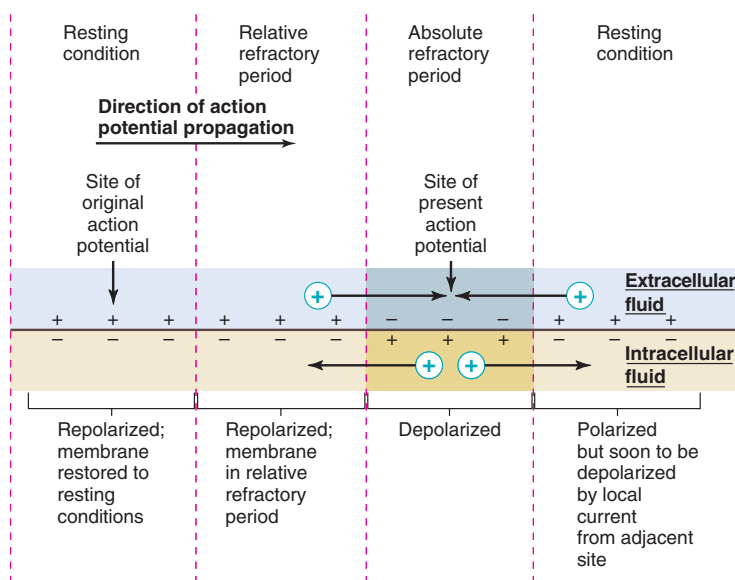 Resting
condition
Relative
refractory
period
Absolute
refractory
period
Resting
condition
Direction of action
potential propagation
Site of
original
action
potential
Site of
present
action
potential
+ +
Extracellular
fluid
+ + + + + + − − − + + +
− − − − − − + + + − − −
Intracellular
fluid
+ +
Repolarized;
membrane
restored to
resting
conditions
Repolarized;
membrane
in relative
refractory
period
Depolarized
Polarized
but soon to be
depolarized
by local
current
from adjacent
site